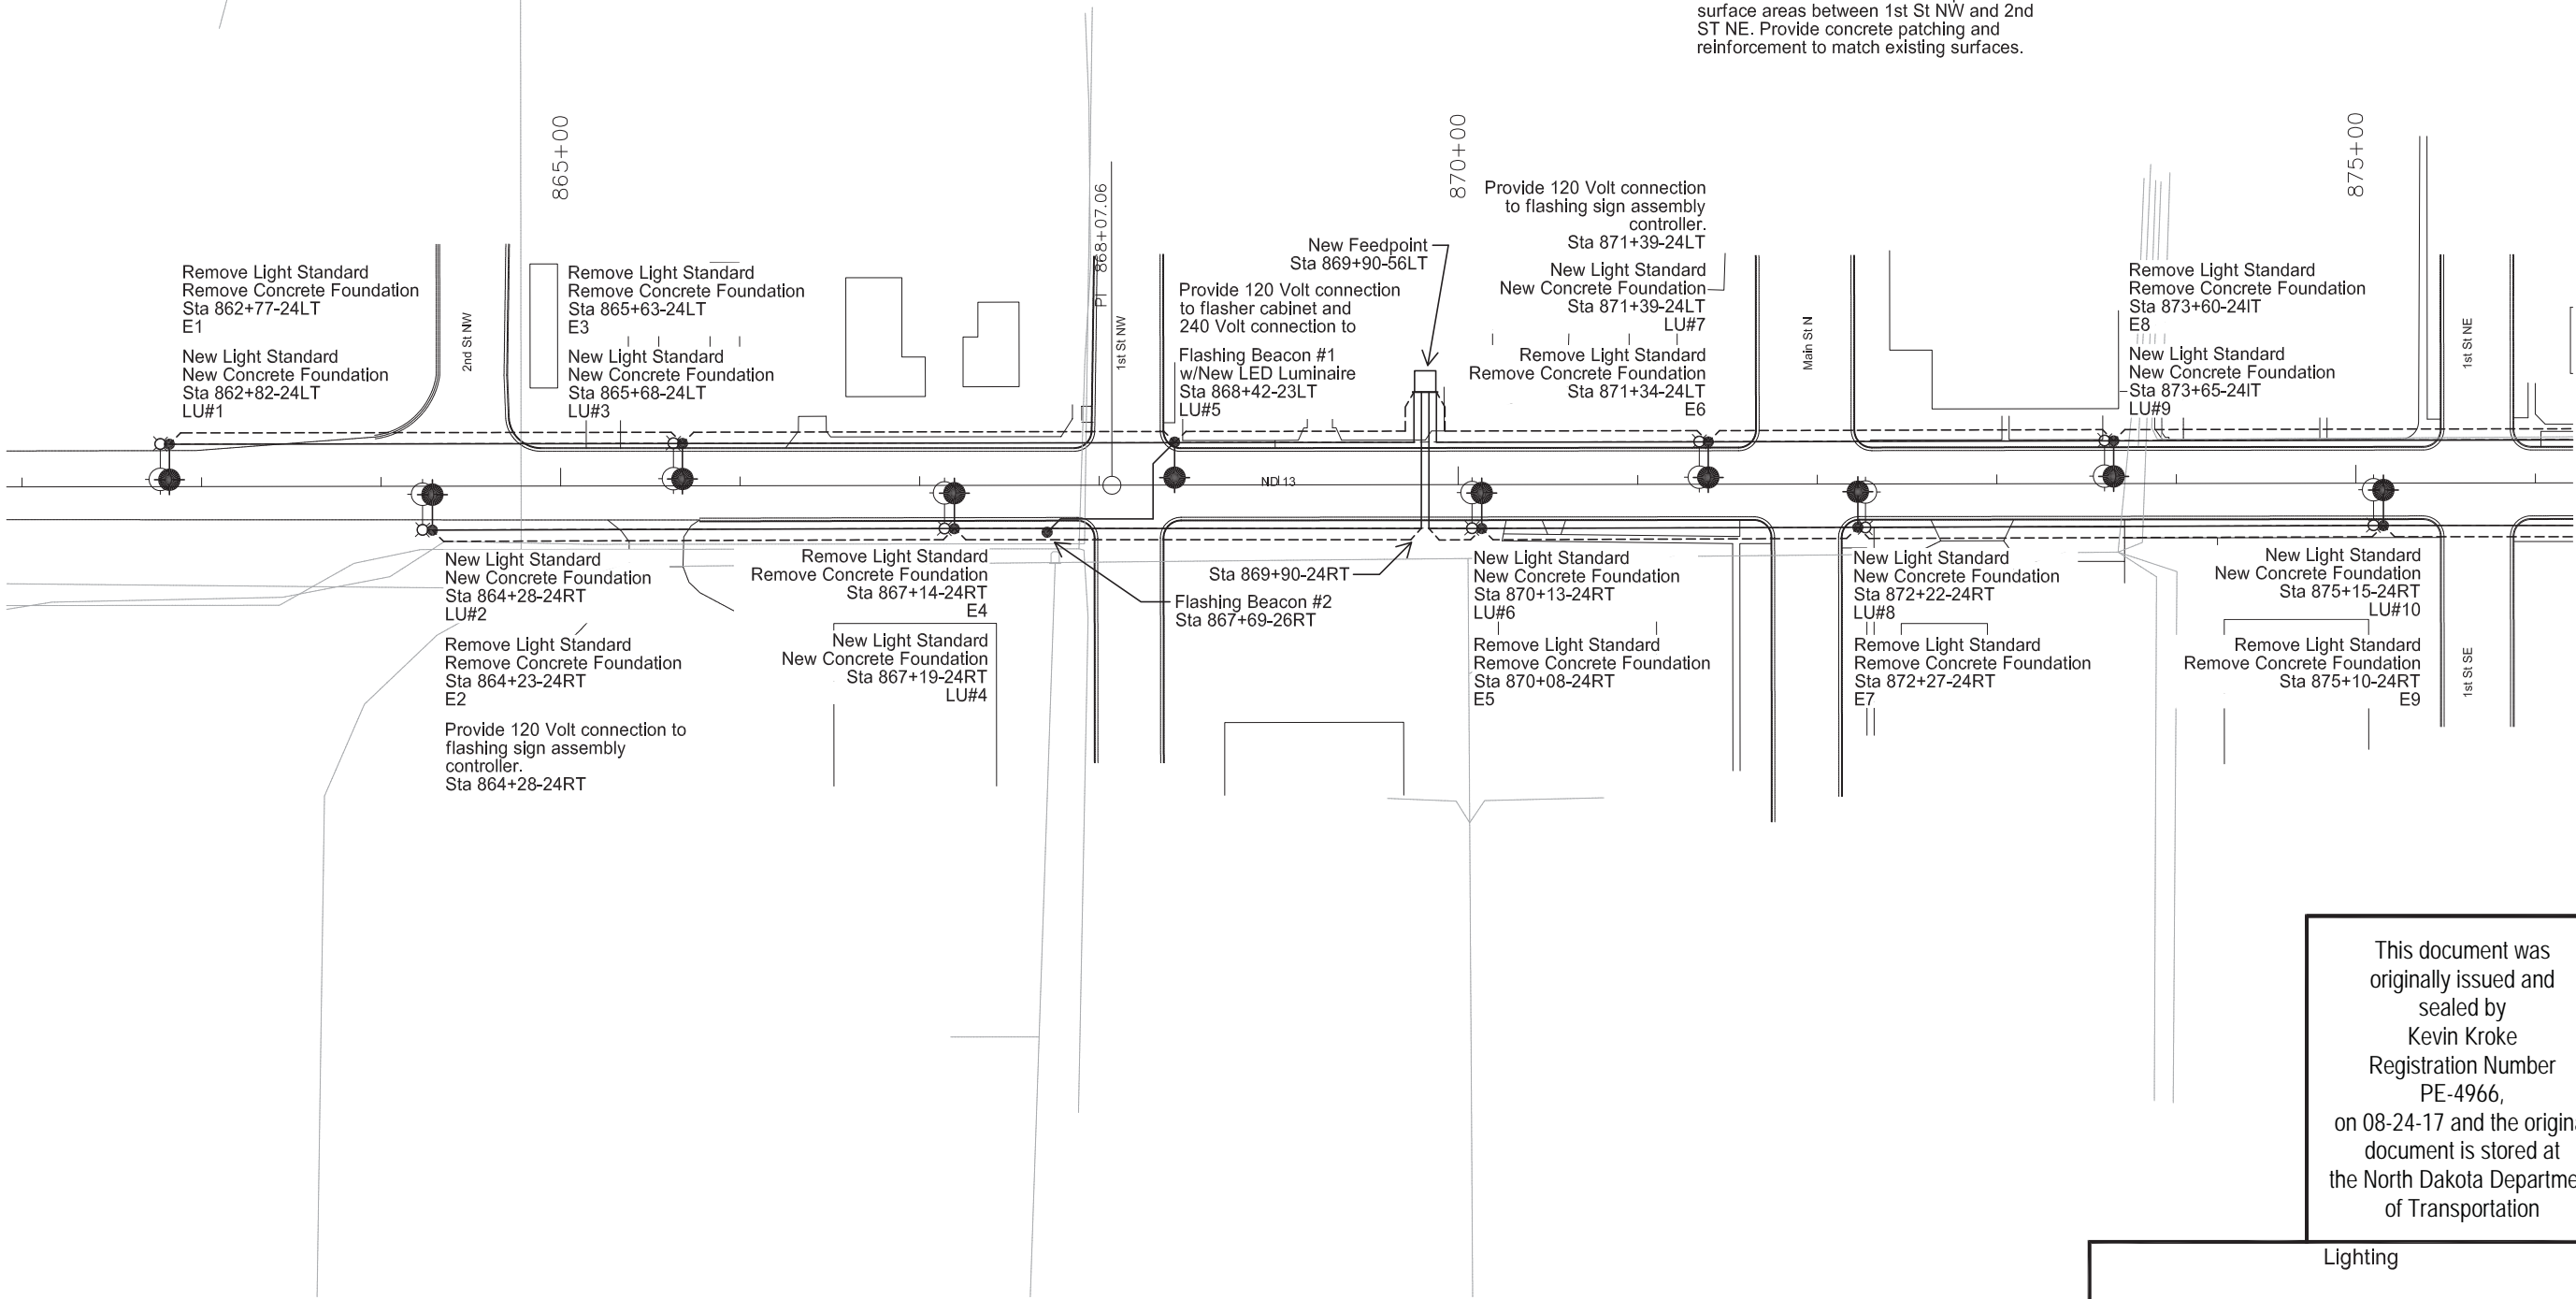 surface areas between 1st St NW and 2nd
ST NE. Provide concrete patching and
reinforcement to match existing surfaces.
865+00
870+00
875+00
PI 868+07.06
Remove Light Standard
Remove Concrete Foundation
Sta 862+77-24LT
E1
New Light Standard
New Concrete Foundation
Sta 862+82-24LT
LU#1
2nd St NW
Remove Light Standard
Remove Concrete Foundation
Sta 865+63-24LT
E3
New Light Standard
New Concrete Foundation
Sta 865+68-24LT
LU#3
1st St NW
Provide 120 Volt connection
to flasher cabinet and
240 Volt connection to
Flashing Beacon #1
w/New LED Luminaire
Sta 868+42-23LT
LU#5
New Feedpoint
Sta 869+90-56LT
Provide 120 Volt connection
to flashing sign assembly
controller.
Sta 871+39-24LT
New Light Standard
New Concrete Foundation
Sta 871+39-24LT
LU#7
Remove Light Standard
Remove Concrete Foundation
Sta 871+34-24LT
E6
Main St N
Remove Light Standard
Remove Concrete Foundation
Sta 873+60-24lT
E8
New Light Standard
New Concrete Foundation
Sta 873+65-24lT
LU#9
1st St NE
ND 13
New Light Standard
New Concrete Foundation
Sta 864+28-24RT
LU#2
Remove Light Standard
Remove Concrete Foundation
Sta 864+23-24RT
E2
Provide 120 Volt connection to
flashing sign assembly
controller.
Sta 864+28-24RT
Remove Light Standard
Remove Concrete Foundation
Sta 867+14-24RT
E4
New Light Standard
New Concrete Foundation
Sta 867+19-24RT
LU#4
Sta 869+90-24RT
Flashing Beacon #2
Sta 867+69-26RT
New Light Standard
New Concrete Foundation
Sta 870+13-24RT
LU#6
Remove Light Standard
Remove Concrete Foundation
Sta 870+08-24RT
E5
New Light Standard
New Concrete Foundation
Sta 872+22-24RT
LU#8
Remove Light Standard
Remove Concrete Foundation
Sta 872+27-24RT
E7
New Light Standard
New Concrete Foundation
Sta 875+15-24RT
LU#10
Remove Light Standard
Remove Concrete Foundation
Sta 875+10-24RT
E9
1st St SE
This document was
originally issued and
sealed by
Kevin Kroke
Registration Number
PE-4966,
on 08-24-17 and the origin
document is stored at
the North Dakota Departme
of Transportation
Lighting